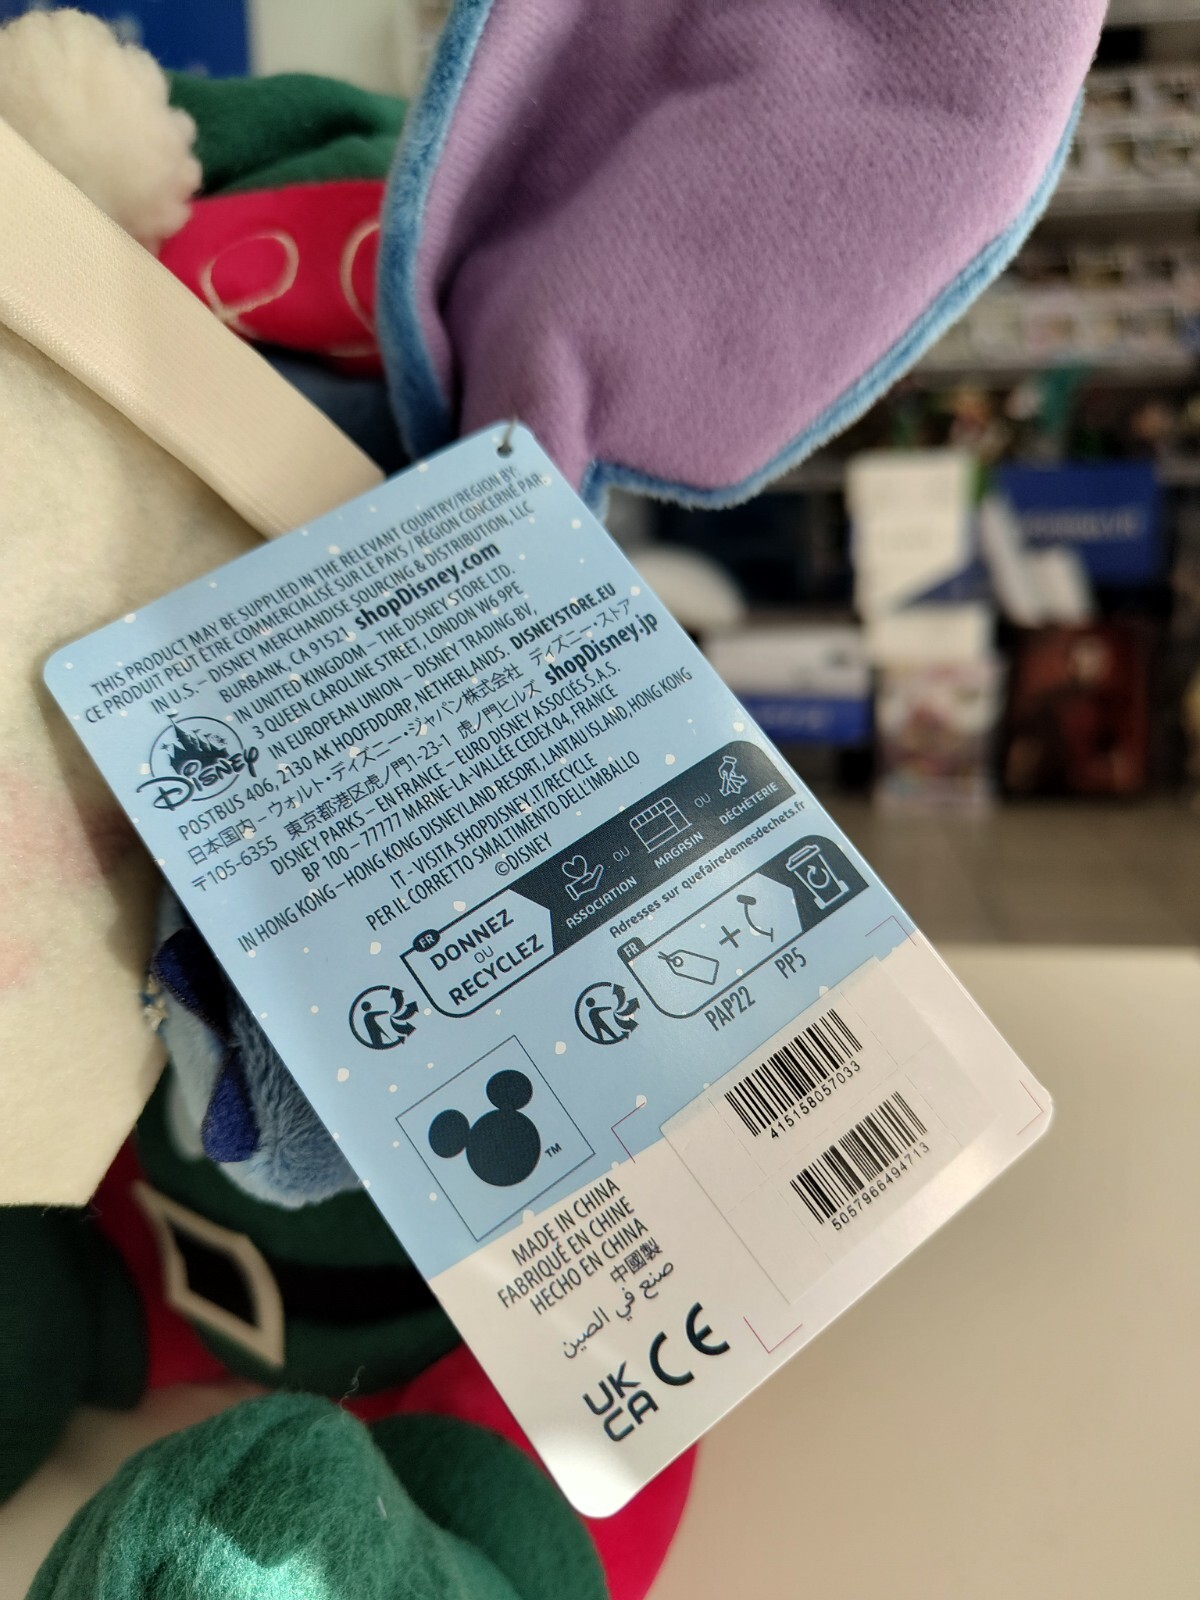 THIS PRODUCT MAY BE SUPPLIED IN THE RELEVANT COUNTRY/REGION BY:
CE PRODUIT PEUT ÊTRE COMMERCIALISÉ SUR LE PAYS / RÉGION CONCERNÉ PAR:
IN U.S. – DISNEY MERCHANDISE SOURCING & DISTRIBUTION, LLC
BURBANK, CA 91521 shopDisney.com
IN UNITED KINGDOM – THE DISNEY STORE LTD.
3 QUEEN CAROLINE STREET, LONDON W6 9PE
IN EUROPEAN UNION – DISNEY TRADING BV,
POSTBUS 406, 2130 AK HOOFDDORP, NETHERLANDS. DISNEYSTORE.EU
日本国内 – ウォルト・ディズニー・ジャパン株式会社 ディズニーストア
〒105-6355 東京都港区虎ノ門1-23-1 虎ノ門ヒルズ shopDisney.jp
DISNEY PARKS – EN FRANCE – EURO DISNEY ASSOCIÉS S.A.S.
BP 100 – 77777 MARNE-LA-VALLÉE CEDEX 04, FRANCE
IN HONG KONG – HONG KONG DISNEYLAND RESORT, LANTAU ISLAND, HONG KONG
IT - VISITA SHOPDISNEY.IT/RECYCLE
PER IL CORRETTO SMALTIMENTO DELL'IMBALLO
©DISNEY
Disney
FR
DONNEZ
OU
RECYCLEZ
ASSOCIATION
OU
MAGASIN
OU
DÉCHÈTERIE
Adresses sur quefairedemesdechets.fr
FR
+
PAP22
PP5
TM
415158057033
5057966494713
MADE IN CHINA
FABRIQUÉ EN CHINE
HECHO EN CHINA
中國製
صنع في الصين
UK
CA
CE